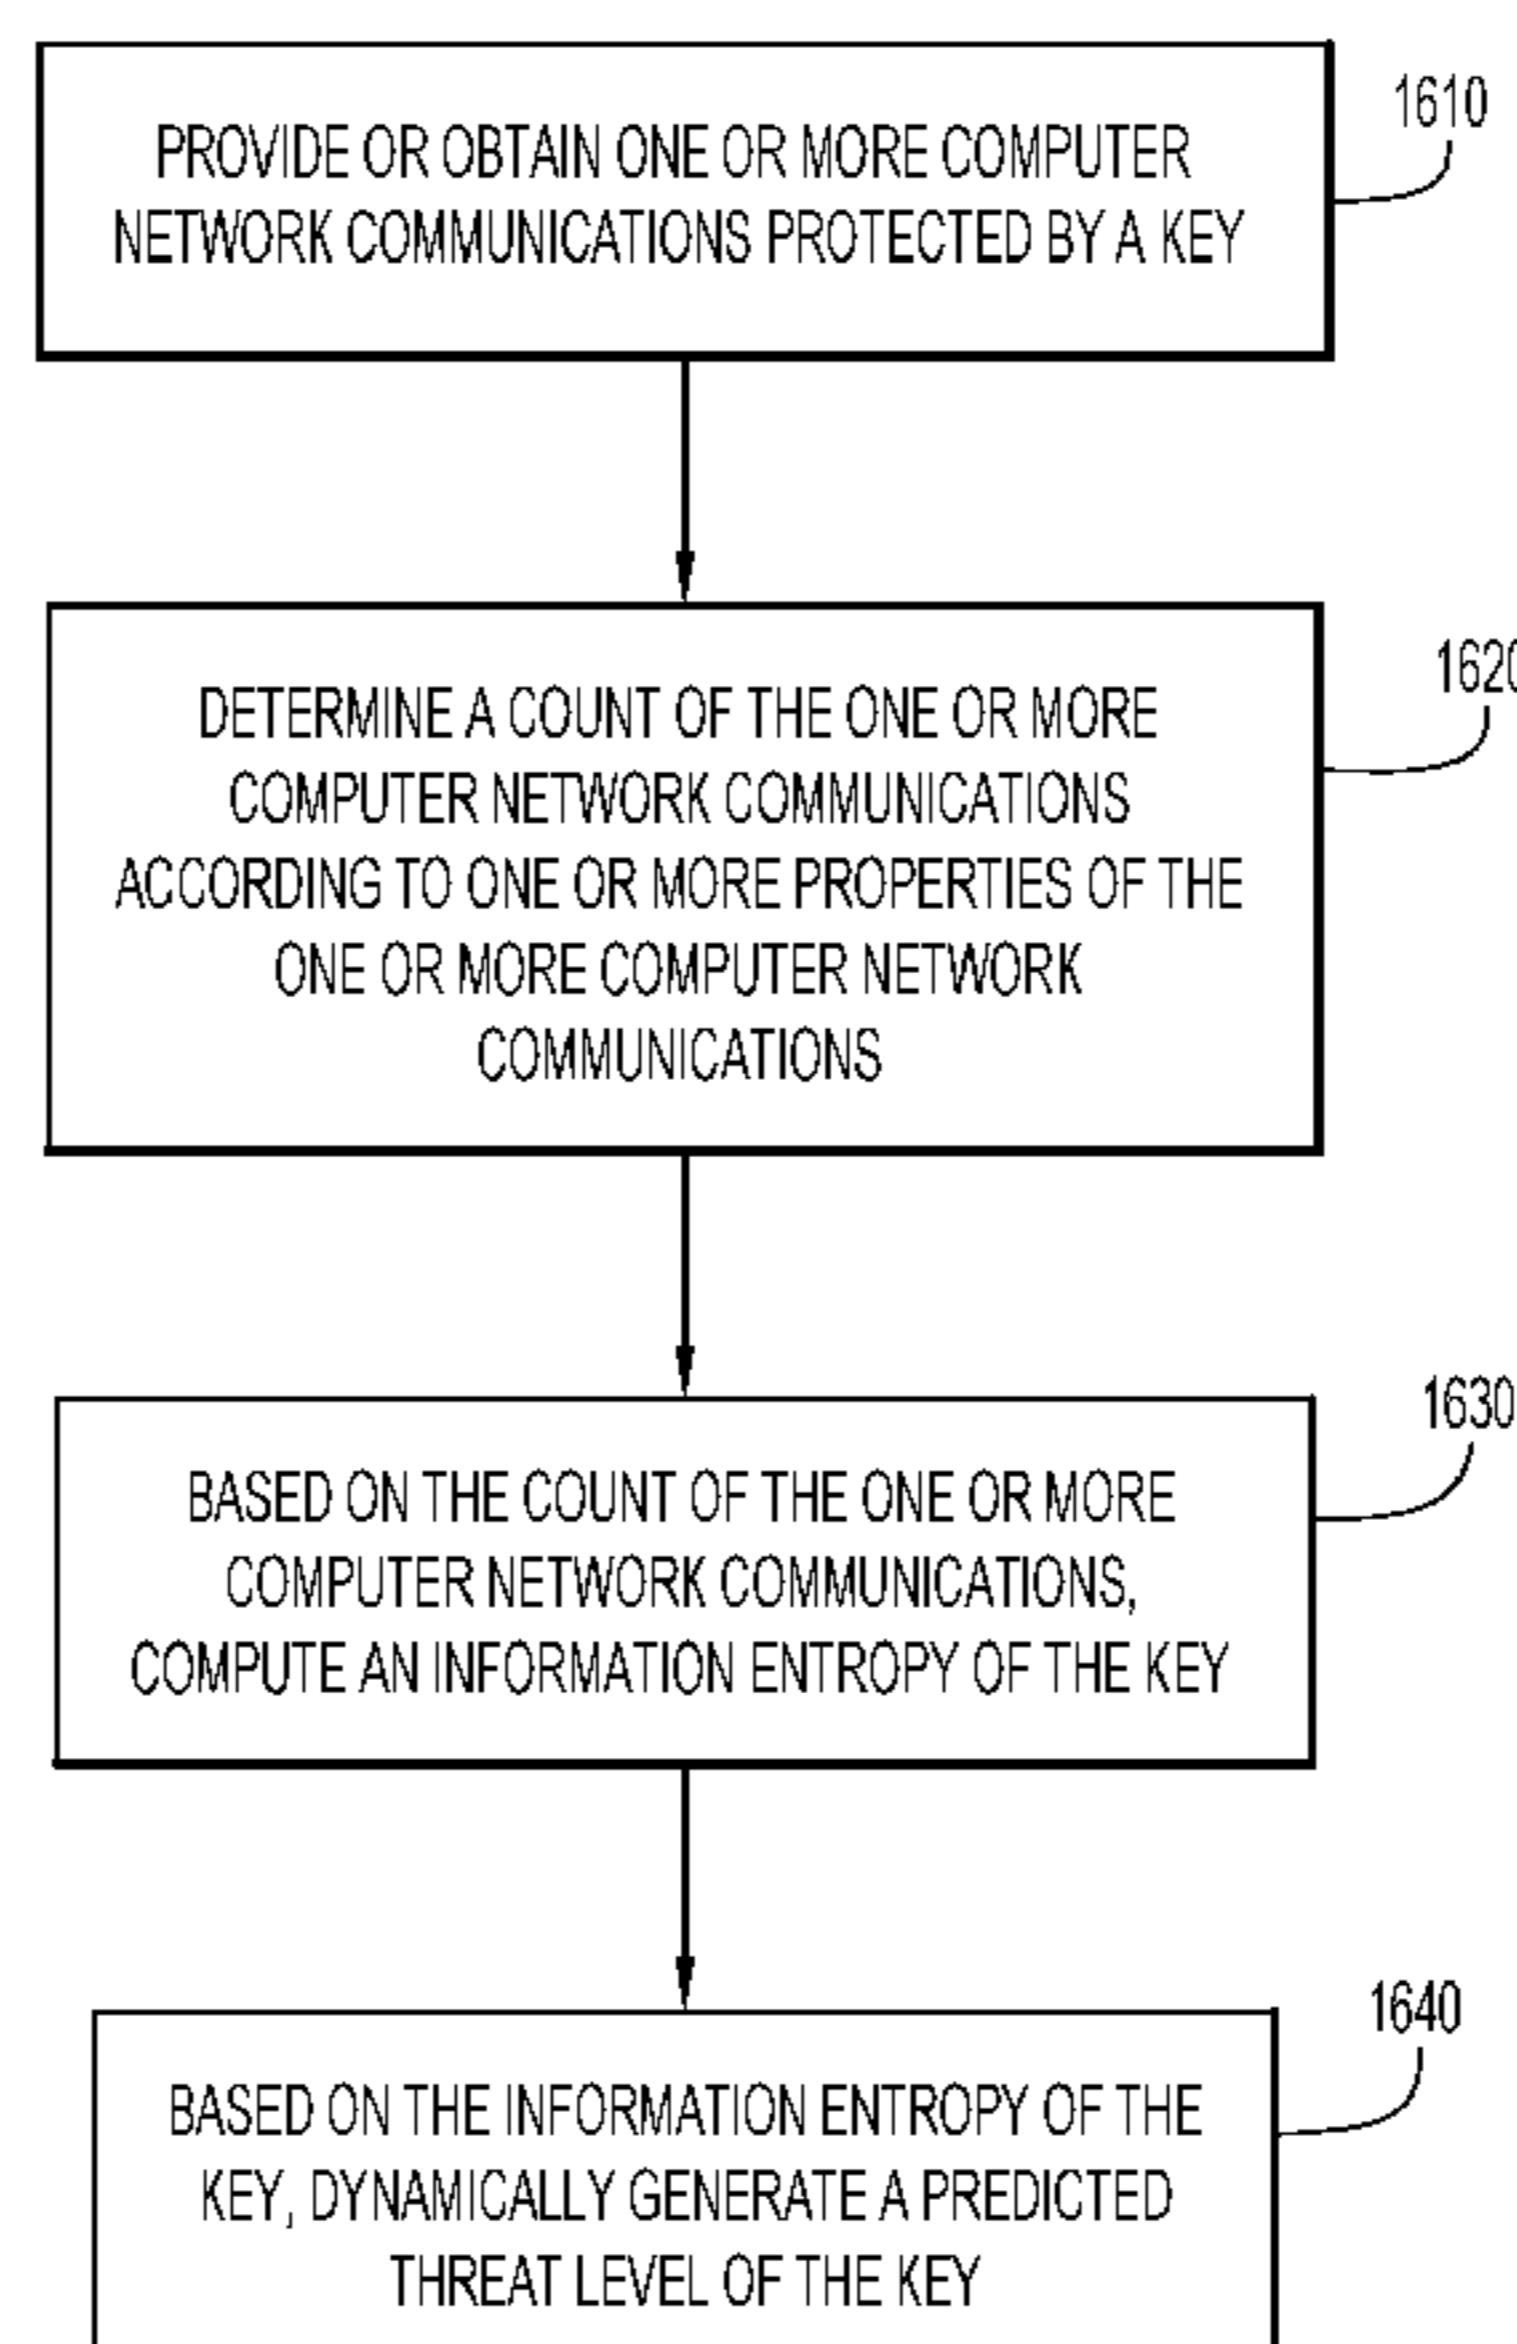 1610
PROVIDE OR OBTAIN ONE OR MORE COMPUTER
NETWORK COMMUNICATIONS PROTECTED BY A KEY
1620
DETERMINE A COUNT OF THE ONE OR MORE
COMPUTER NETWORK COMMUNICATIONS
ACCORDING TO ONE OR MORE PROPERTIES OF THE
ONE OR MORE COMPUTER NETWORK
COMMUNICATIONS
1630
BASED ON THE COUNT OF THE ONE OR MORE
COMPUTER NETWORK COMMUNICATIONS,
COMPUTE AN INFORMATION ENTROPY OF THE KEY
1640
BASED ON THE INFORMATION ENTROPY OF THE
KEY, DYNAMICALLY GENERATE A PREDICTED
THREAT LEVEL OF THE KEY